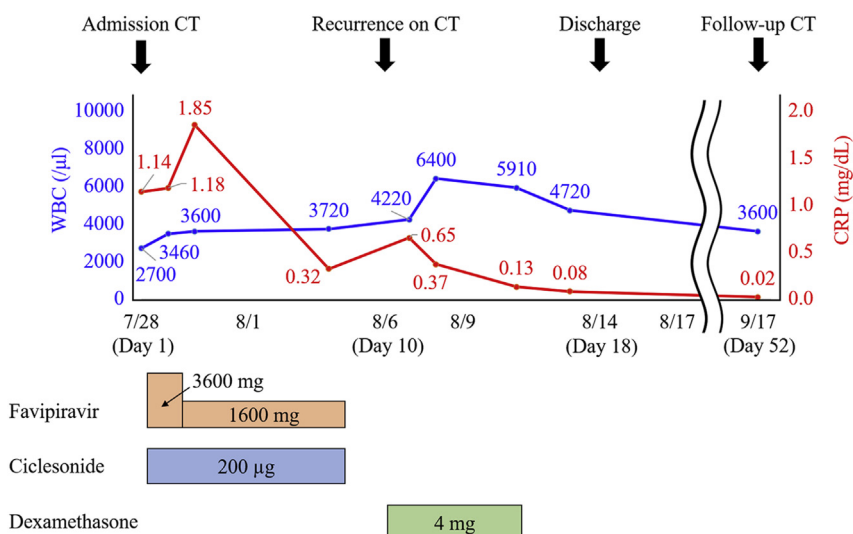 Admission CT
Recurrence on CT
Discharge
Follow-up CT
10000
8000
6000
4000
2000
0
WBC (/µl)
2.0
1.5
1.0
0.5
0.0
CRP (mg/dL)
1.14
1.18
1.85
0.32
0.65
0.37
0.13
0.08
0.02
2700
3460
3600
3720
4220
6400
5910
4720
3600
7/28
(Day 1)
8/1
8/6
(Day 10)
8/9
8/14
(Day 18)
8/17
9/17
(Day 52)
Favipiravir
3600 mg
1600 mg
Ciclesonide
200 µg
Dexamethasone
4 mg